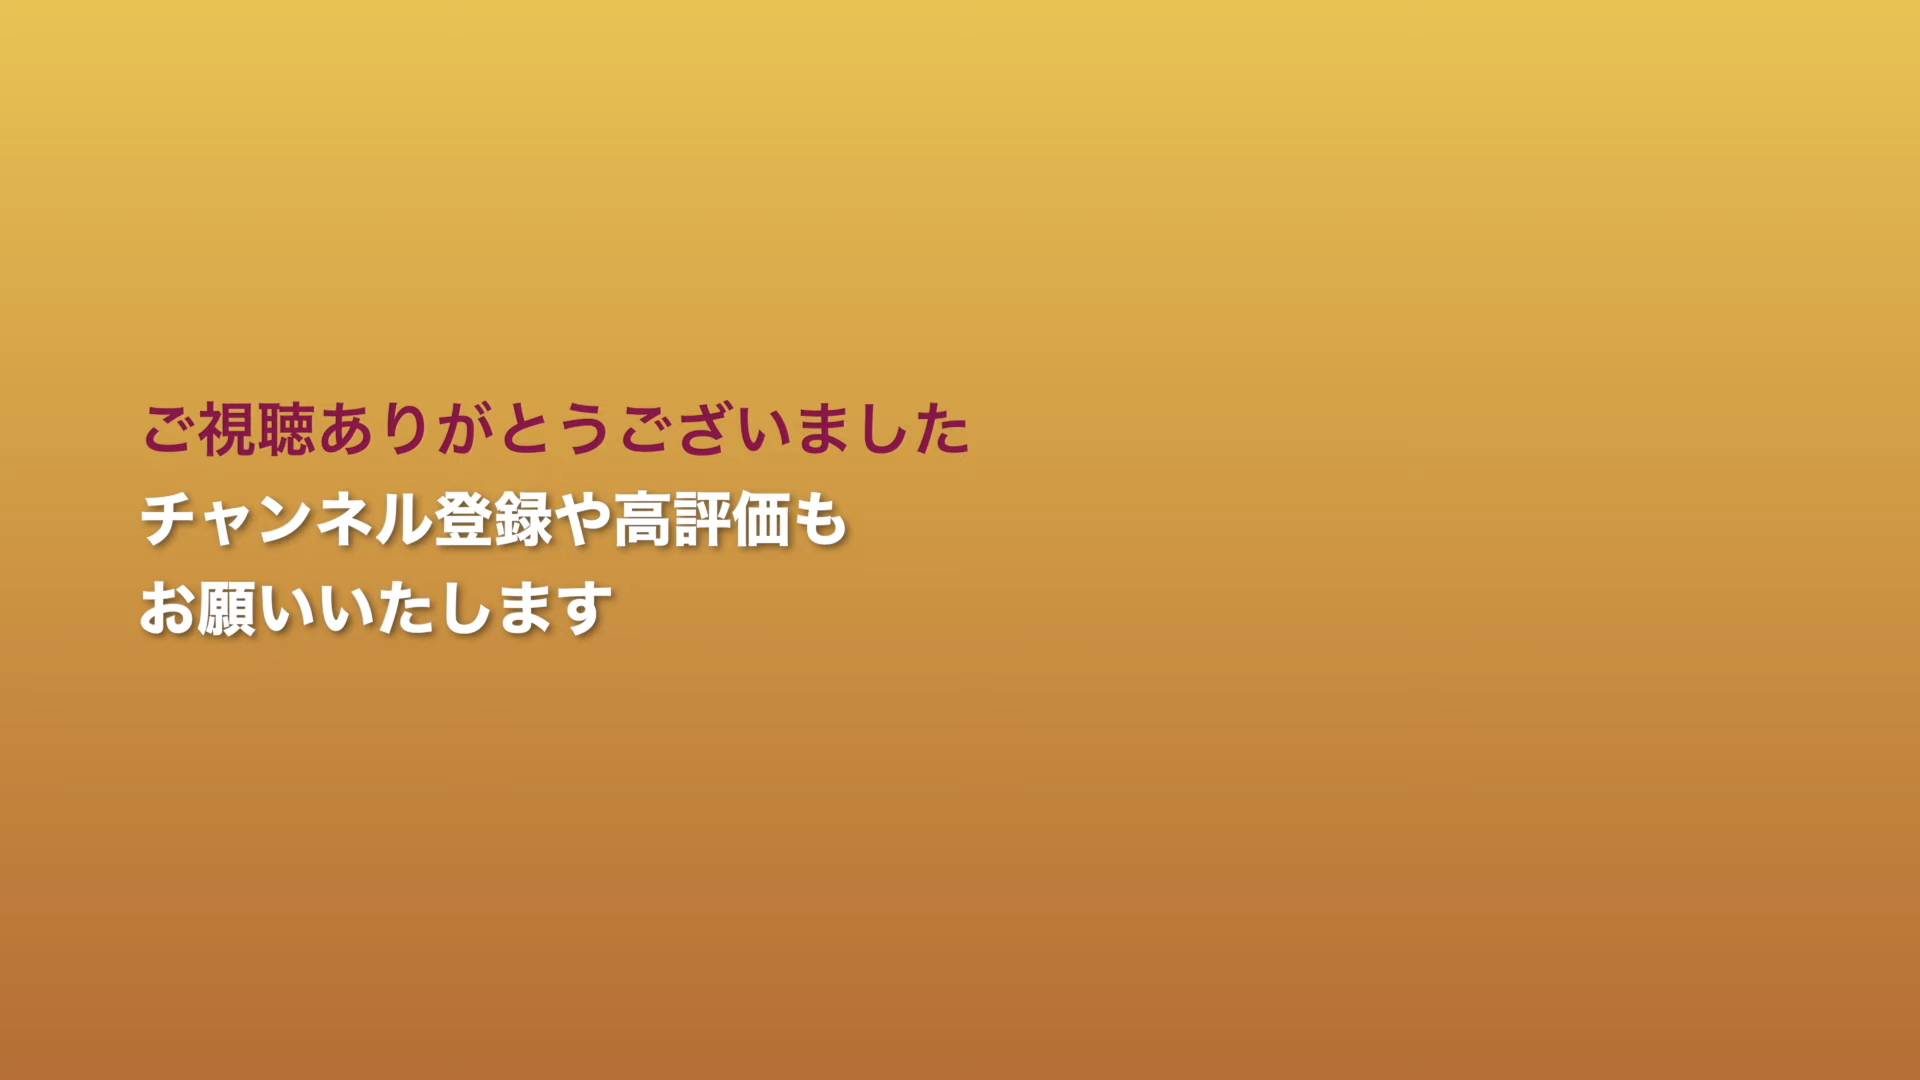 ご視聴ありがとうございました
チャンネル登録や高評価も
お願いいたします